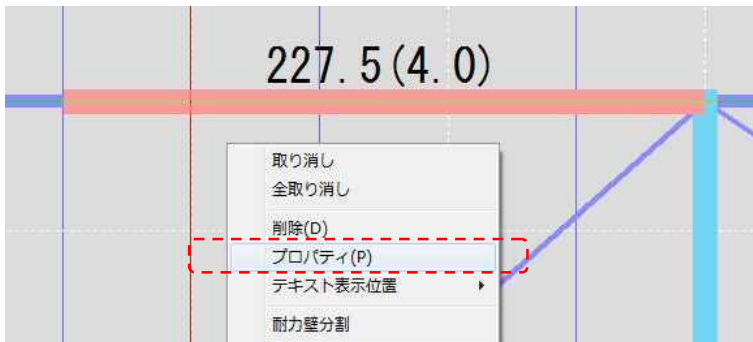 227.5(4.0)
取り消し
全取り消し
削除(D)
プロパティ(P)
テキスト表示位置
耐力壁分割